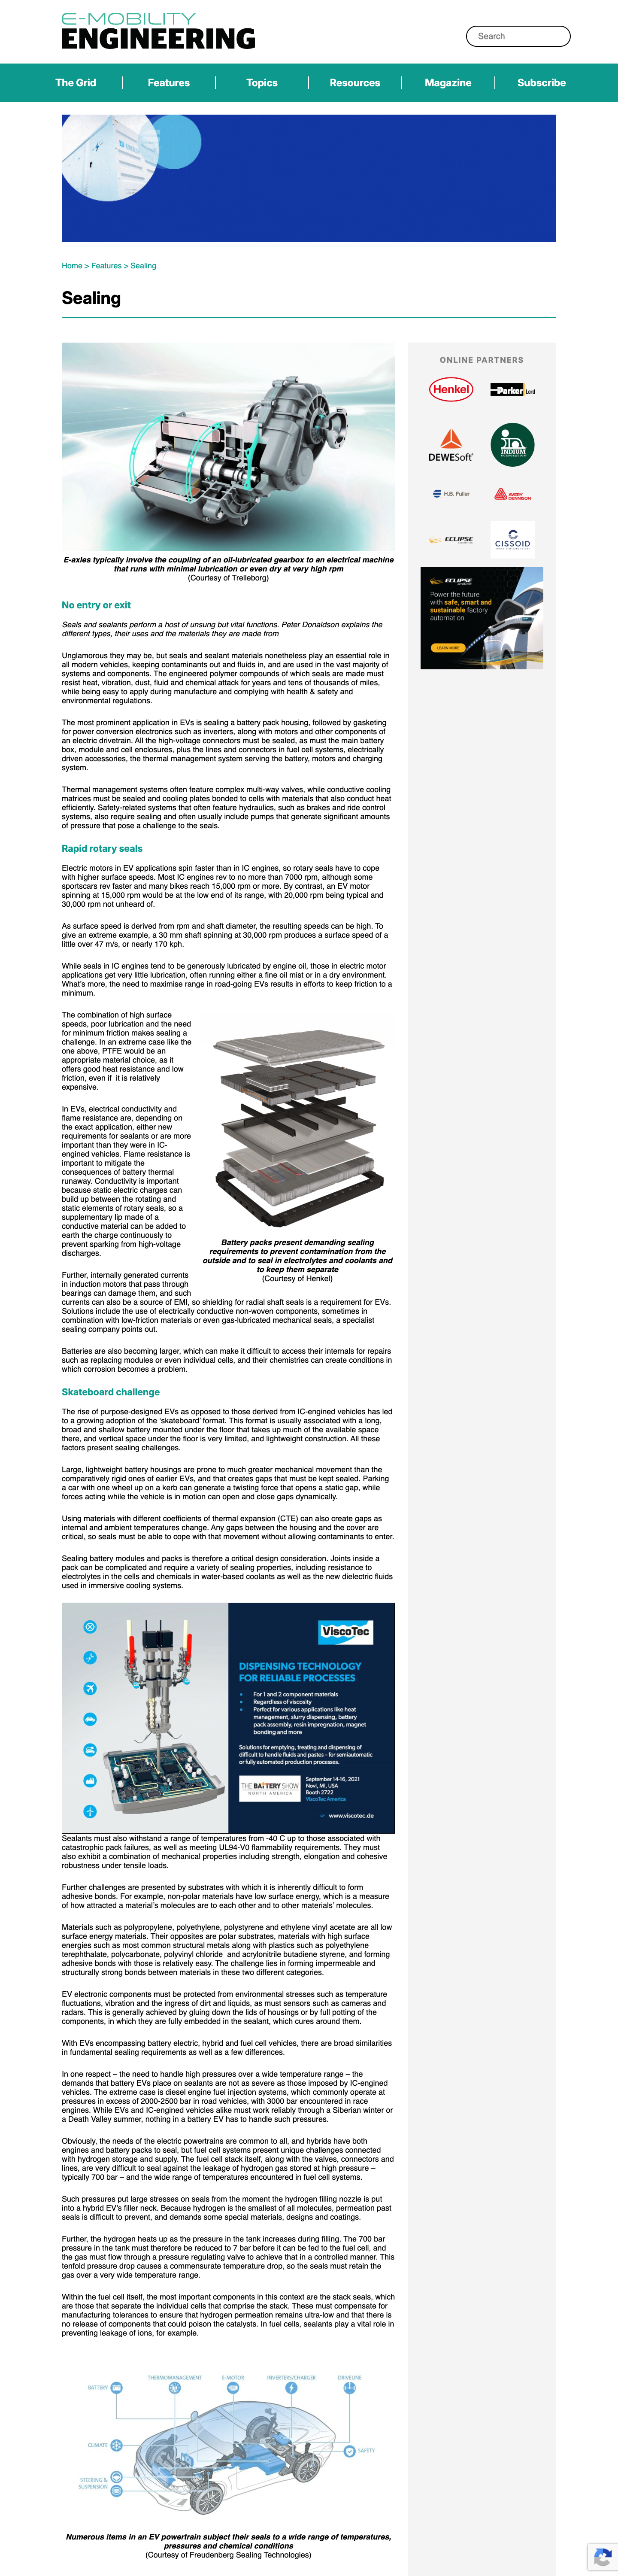 E-MOBILITY
ENGINEERING
Search
The Grid
Features
Topics
Resources
Magazine
Subscribe
Home > Features > Sealing
Sealing
E-axles typically involve the coupling of an oil-lubricated gearbox to an electrical machine
that runs with minimal lubrication or even dry at very high rpm
(Courtesy of Trelleborg)
No entry or exit
Seals and sealants perform a host of unsung but vital functions. Peter Donaldson explains the
different types, their uses and the materials they are made from
Unglamorous they may be, but seals and sealant materials nonetheless play an essential role in
all modern vehicles, keeping contaminants out and fluids in, and are used in the vast majority of
systems and components. The engineered polymer compounds of which seals are made must
resist heat, vibration, dust, fluid and chemical attack for years and tens of thousands of miles,
while being easy to apply during manufacture and complying with health & safety and
environmental regulations.
The most prominent application in EVs is sealing a battery pack housing, followed by gasketing
for power conversion electronics such as inverters, along with motors and other components of
an electric drivetrain. All the high-voltage connectors must be sealed, as must the main battery
box, module and cell enclosures, plus the lines and connectors in fuel cell systems, electrically
driven accessories, the thermal management system serving the battery, motors and charging
system.
Thermal management systems often feature complex multi-way valves, while conductive cooling
matrices must be sealed and cooling plates bonded to cells with materials that also conduct heat
efficiently. Safety-related systems that often feature hydraulics, such as brakes and ride control
systems, also require sealing and often usually include pumps that generate significant amounts
of pressure that pose a challenge to the seals.
Rapid rotary seals
Electric motors in EV applications spin faster than in IC engines, so rotary seals have to cope
with higher surface speeds. Most IC engines rev to no more than 7000 rpm, although some
sportscars rev faster and many bikes reach 15,000 rpm or more. By contrast, an EV motor
spinning at 15,000 rpm would be at the low end of its range, with 20,000 rpm being typical and
30,000 rpm not unheard of.
As surface speed is derived from rpm and shaft diameter, the resulting speeds can be high. To
give an extreme example, a 30 mm shaft spinning at 30,000 rpm produces a surface speed of a
little over 47 m/s, or nearly 170 kph.
While seals in IC engines tend to be generously lubricated by engine oil, those in electric motor
applications get very little lubrication, often running either a fine oil mist or in a dry environment.
What's more, the need to maximise range in road-going EVs results in efforts to keep friction to a
minimum.
The combination of high surface
speeds, poor lubrication and the need
for minimum friction makes sealing a
challenge. In an extreme case like the
one above, PTFE would be an
appropriate material choice, as it
offers good heat resistance and low
friction, even if it is relatively
expensive.
In EVs, electrical conductivity and
flame resistance are, depending on
the exact application, either new
requirements for sealants or are more
important than they were in IC-
engined vehicles. Flame resistance is
important to mitigate the
consequences of battery thermal
runaway. Conductivity is important
because static electric charges can
build up between the rotating and
static elements of rotary seals, so a
supplementary lip made of a
conductive material can be added to
earth the charge continuously to
prevent sparking from high-voltage
discharges.
Battery packs present demanding sealing
requirements to prevent contamination from the
outside and to seal in electrolytes and coolants and
to keep them separate
(Courtesy of Henkel)
Further, internally generated currents
in induction motors that pass through
bearings can damage them, and such
currents can also be a source of EMI, so shielding for radial shaft seals is a requirement for EVs.
Solutions include the use of electrically conductive non-woven components, sometimes in
combination with low-friction materials or even gas-lubricated mechanical seals, a specialist
sealing company points out.
Batteries are also becoming larger, which can make it difficult to access their internals for repairs
such as replacing modules or even individual cells, and their chemistries can create conditions in
which corrosion becomes a problem.
Skateboard challenge
The rise of purpose-designed EVs as opposed to those derived from IC-engined vehicles has led
to a growing adoption of the 'skateboard' format. This format is usually associated with a long,
broad and shallow battery mounted under the floor that takes up much of the available space
there, and vertical space under the floor is very limited, and lightweight construction. All these
factors present sealing challenges.
Large, lightweight battery housings are prone to much greater mechanical movement than the
comparatively rigid ones of earlier EVs, and that creates gaps that must be kept sealed. Parking
a car with one wheel up on a kerb can generate a twisting force that opens a static gap, while
forces acting while the vehicle is in motion can open and close gaps dynamically.
Using materials with different coefficients of thermal expansion (CTE) can also create gaps as
internal and ambient temperatures change. Any gaps between the housing and the cover are
critical, so seals must be able to cope with that movement without allowing contaminants to enter.
Sealing battery modules and packs is therefore a critical design consideration. Joints inside a
pack can be complicated and require a variety of sealing properties, including resistance to
electrolytes in the cells and chemicals in water-based coolants as well as the new dielectric fluids
used in immersive cooling systems.
ViscoTec
DISPENSING TECHNOLOGY
FOR RELIABLE PROCESSES
• For 1 and 2 component materials
• Regardless of viscosity
• Perfect for various applications like heat
management, slurry dispensing, battery
pack assembly, resin impregnation, magnet
bonding and more
Solutions for emptying, treating and dispensing of
difficult to handle fluids and pastes – for semiautomatic
or fully automated production processes.
THE BATTERY SHOW
NORTH AMERICA
September 14-16, 2021
Novi, MI, USA
Booth 2722
ViscoTec America
www.viscotec.de
Sealants must also withstand a range of temperatures from -40 C up to those associated with
catastrophic pack failures, as well as meeting UL94-V0 flammability requirements. They must
also exhibit a combination of mechanical properties including strength, elongation and cohesive
robustness under tensile loads.
Further challenges are presented by substrates with which it is inherently difficult to form
adhesive bonds. For example, non-polar materials have low surface energy, which is a measure
of how attracted a material's molecules are to each other and to other materials' molecules.
Materials such as polypropylene, polyethylene, polystyrene and ethylene vinyl acetate are all low
surface energy materials. Their opposites are polar substrates, materials with high surface
energies such as most common structural metals along with plastics such as polyethylene
terephthalate, polycarbonate, polyvinyl chloride and acrylonitrile butadiene styrene, and forming
adhesive bonds with those is relatively easy. The challenge lies in forming impermeable and
structurally strong bonds between materials in these two different categories.
EV electronic components must be protected from environmental stresses such as temperature
fluctuations, vibration and the ingress of dirt and liquids, as must sensors such as cameras and
radars. This is generally achieved by gluing down the lids of housings or by full potting of the
components, in which they are fully embedded in the sealant, which cures around them.
With EVs encompassing battery electric, hybrid and fuel cell vehicles, there are broad similarities
in fundamental sealing requirements as well as a few differences.
In one respect – the need to handle high pressures over a wide temperature range – the
demands that battery EVs place on sealants are not as severe as those imposed by IC-engined
vehicles. The extreme case is diesel engine fuel injection systems, which commonly operate at
pressures in excess of 2000-2500 bar in road vehicles, with 3000 bar encountered in race
engines. While EVs and IC-engined vehicles alike must work reliably through a Siberian winter or
a Death Valley summer, nothing in a battery EV has to handle such pressures.
Obviously, the needs of the electric powertrains are common to all, and hybrids have both
engines and battery packs to seal, but fuel cell systems present unique challenges connected
with hydrogen storage and supply. The fuel cell stack itself, along with the valves, connectors and
lines, are very difficult to seal against the leakage of hydrogen gas stored at high pressure –
typically 700 bar – and the wide range of temperatures encountered in fuel cell systems.
Such pressures put large stresses on seals from the moment the hydrogen filling nozzle is put
into a hybrid EV's filler neck. Because hydrogen is the smallest of all molecules, permeation past
seals is difficult to prevent, and demands some special materials, designs and coatings.
Further, the hydrogen heats up as the pressure in the tank increases during filling. The 700 bar
pressure in the tank must therefore be reduced to 7 bar before it can be fed to the fuel cell, and
the gas must flow through a pressure regulating valve to achieve that in a controlled manner. This
tenfold pressure drop causes a commensurate temperature drop, so the seals must retain the
gas over a very wide temperature range.
Within the fuel cell itself, the most important components in this context are the stack seals, which
are those that separate the individual cells that comprise the stack. These must compensate for
manufacturing tolerances to ensure that hydrogen permeation remains ultra-low and that there is
no release of components that could poison the catalysts. In fuel cells, sealants play a vital role in
preventing leakage of ions, for example.
THERMOMANAGEMENT
E-MOTOR
INVERTERS/CHARGER
DRIVELINE
BATTERY
CLIMATE
SAFETY
STEERING &
SUSPENSION
Numerous items in an EV powertrain subject their seals to a wide range of temperatures,
pressures and chemical conditions
(Courtesy of Freudenberg Sealing Technologies)
ONLINE PARTNERS
Henkel
Parker Lord
DEWESoft
INDIUM
CORPORATION
H.B. Fuller
AVERY
DENNISON
ECLIPSE
CISSOID
ECLIPSE
Power the future
with safe, smart and
sustainable factory
automation
LEARN MORE